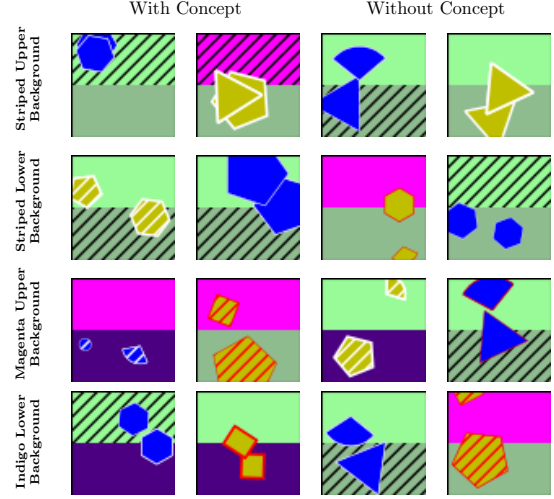 With Concept
Without Concept
Striped Upper
Background
Striped Lower
Background
Magenta Upper
Background
Indigo Lower
Background